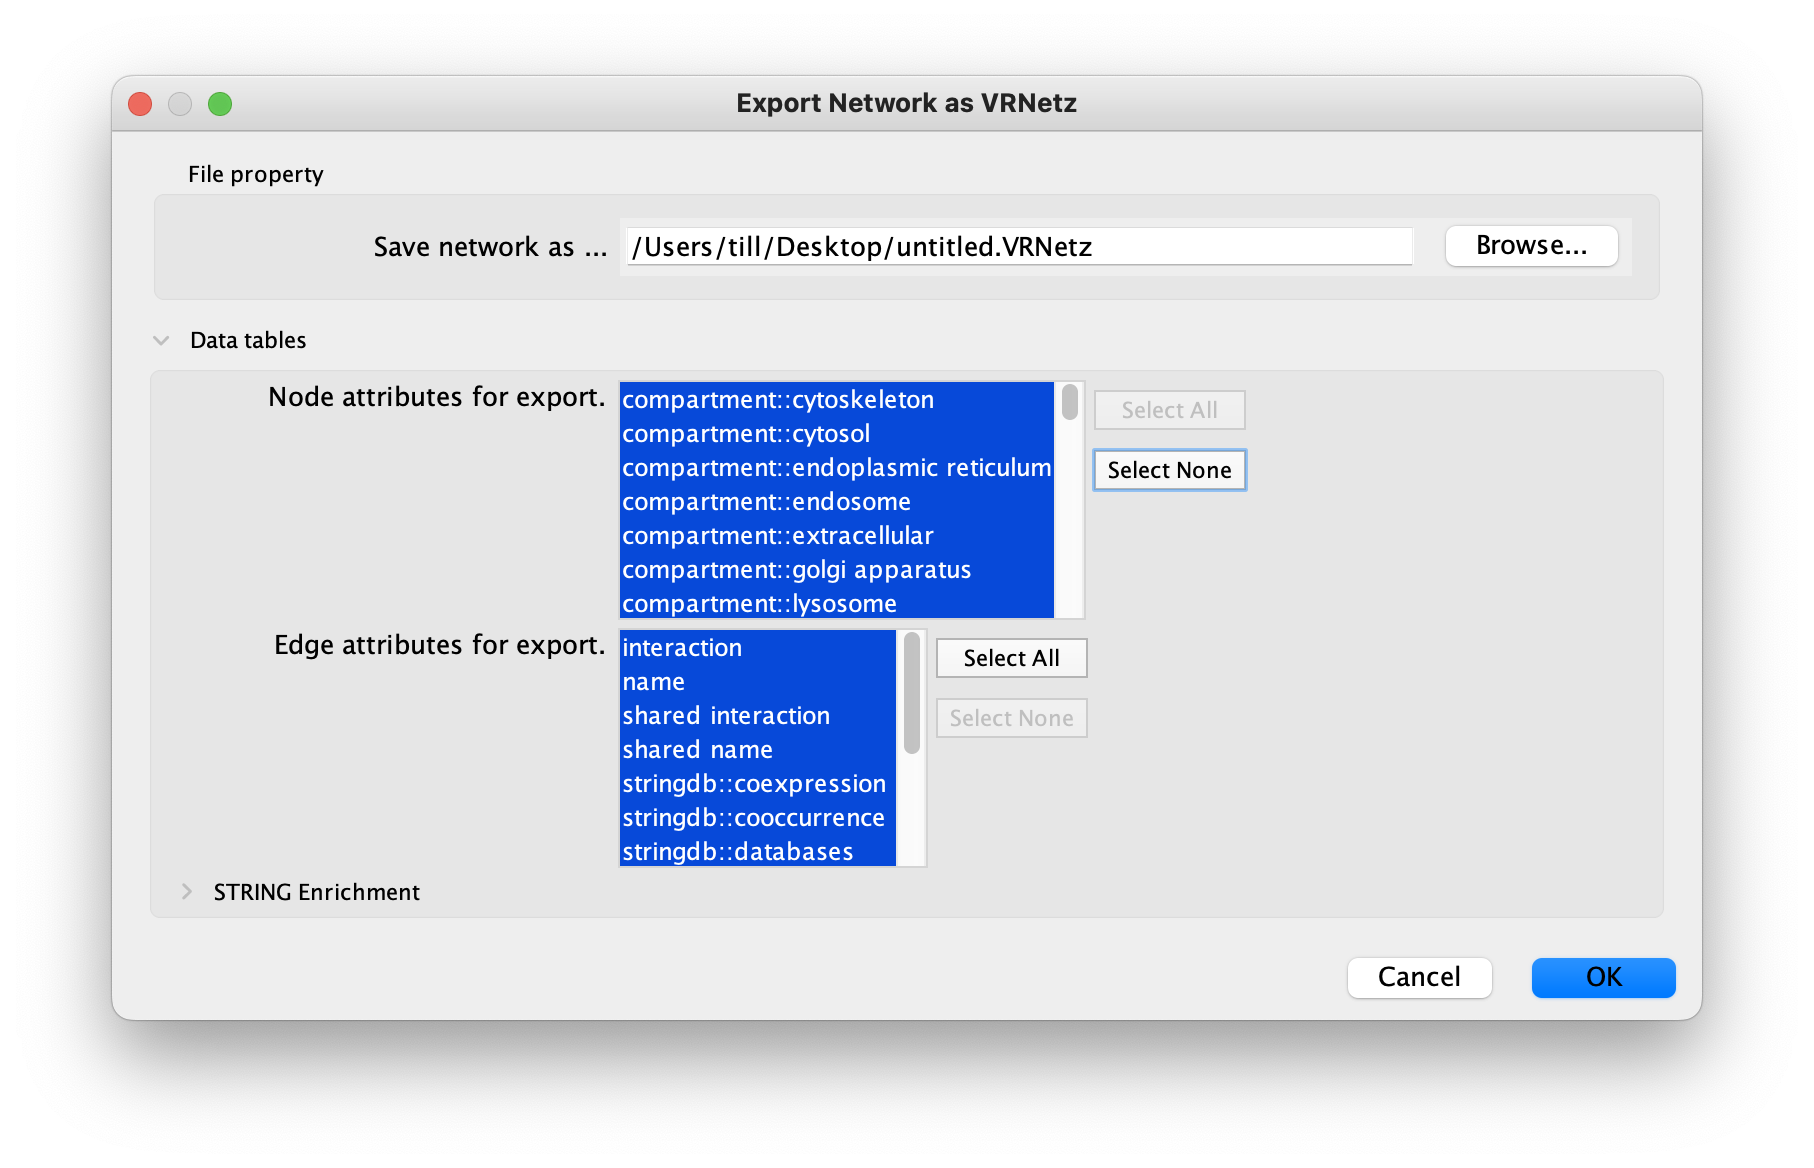 Export Network as VRNetz
File property
Save network as ...
/Users/till/Desktop/untitled.VRNetz
Browse...
Data tables
Node attributes for export.
compartment::cytoskeleton
compartment::cytosol
compartment::endoplasmic reticulum
compartment::endosome
compartment::extracellular
compartment::golgi apparatus
compartment::lysosome
Select All
Select None
Edge attributes for export.
interaction
name
shared interaction
shared name
stringdb::coexpression
stringdb::cooccurrence
stringdb::databases
Select All
Select None
STRING Enrichment
Cancel
OK